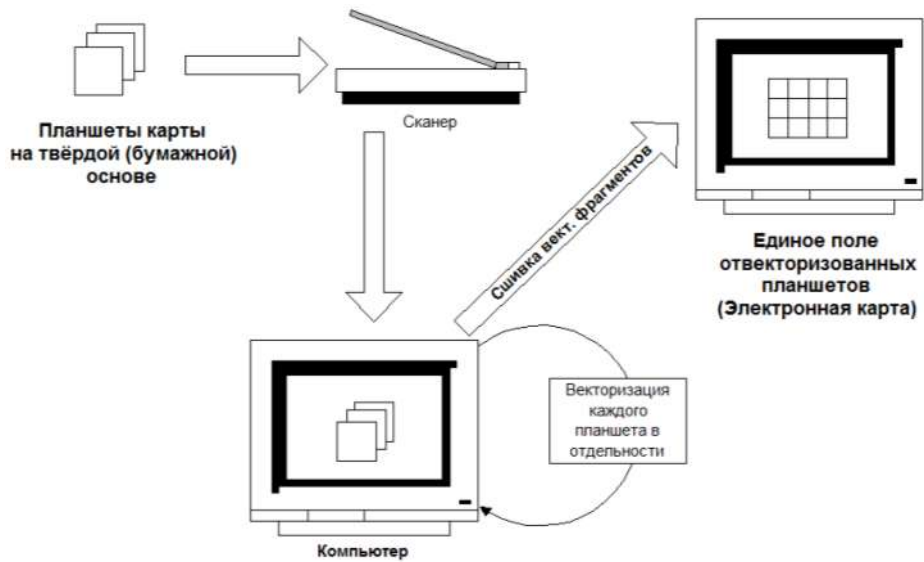 Планшеты карты
на твёрдой (бумажной)
основе
Сканер
Сшивка вект. фрагментов
Единое поле
отвекторизованных
планшетов
(Электронная карта)
Векторизация
каждого
планшета в
отдельности
Компьютер